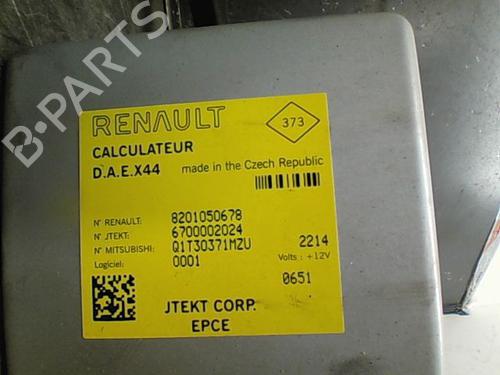 B-PARTS
RENAULT
373
CALCULATEUR
D.A.E.X44 made in the Czech Republic
N° RENAULT: 8201050678
N° JTEKT: 6700002024
N° MITSUBISHI: Q1T30371MZU 2214
Logiciel: 0001 Volts : +12V
0651
JTEKT CORP.
EPCE